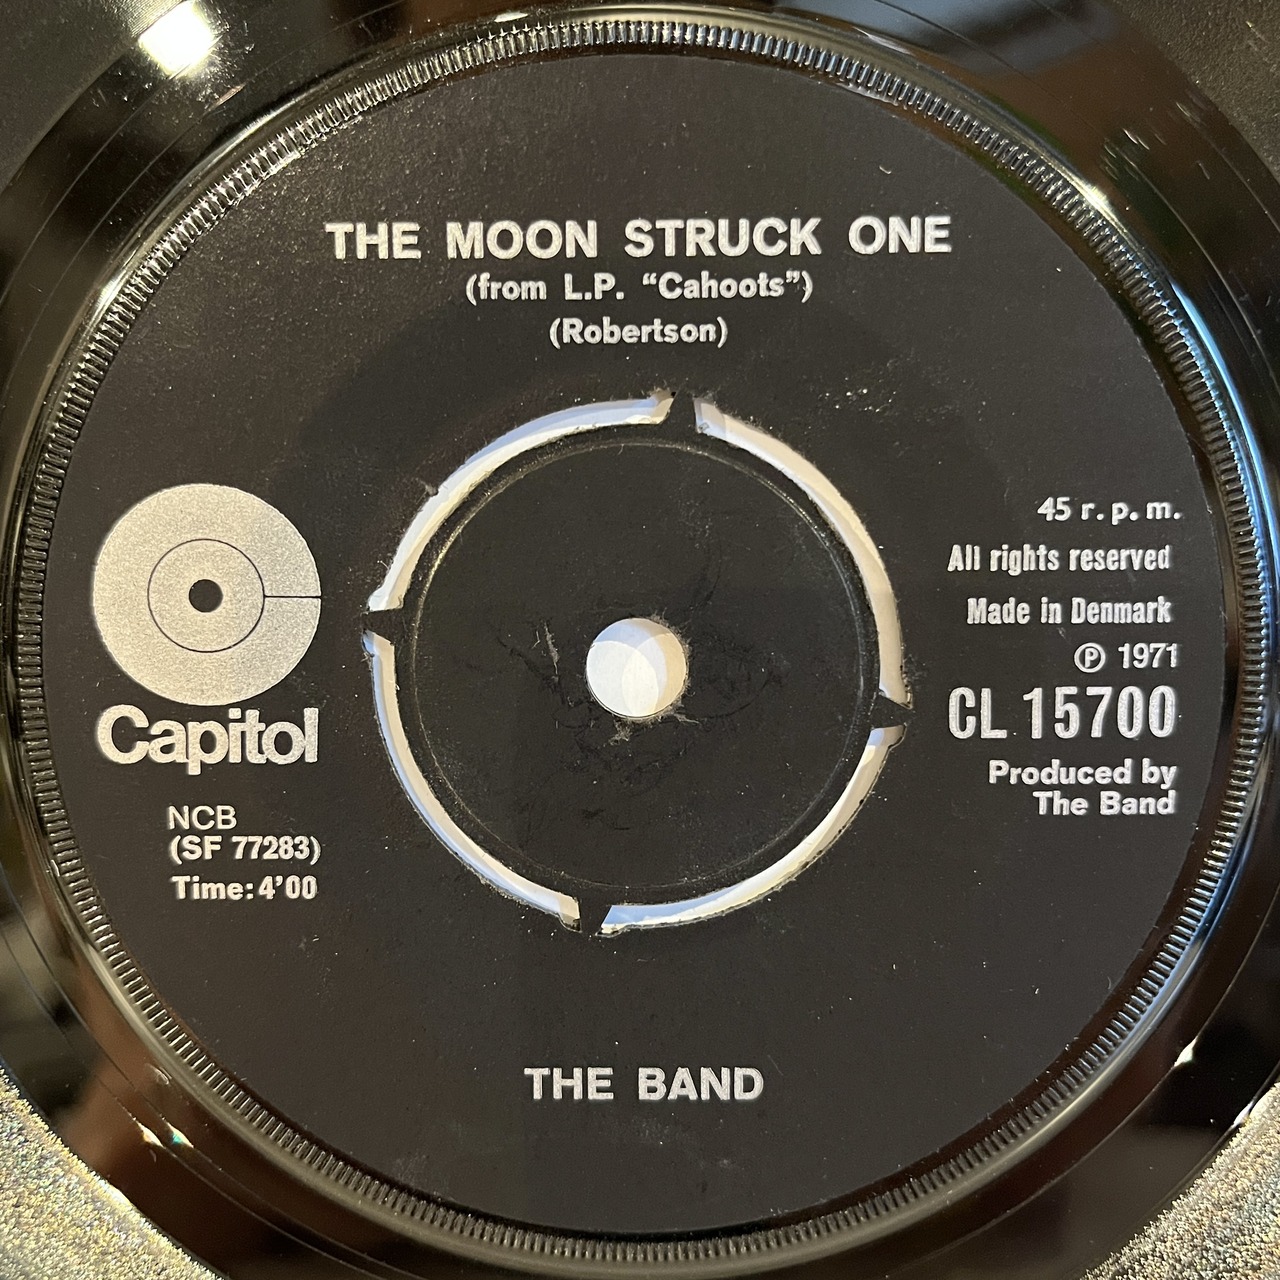 THE MOON STRUCK ONE
(from L.P. “Cahoots”)
(Robertson)
45 r.p.m.
All rights reserved
Made in Denmark
℗ 1971
CL 15700
Produced by
The Band
Capitol
NCB
(SF 77283)
Time: 4’00
THE BAND